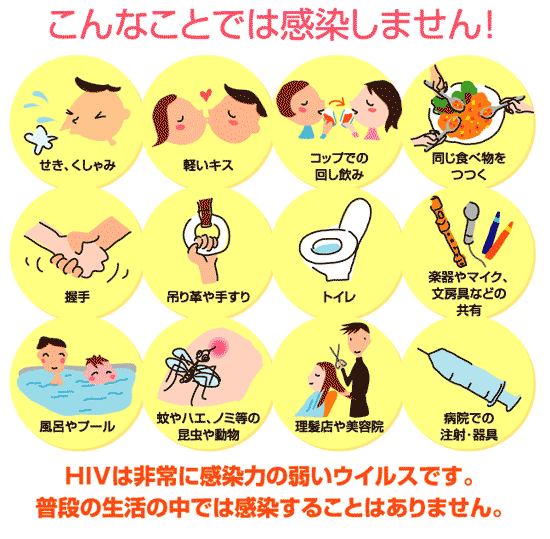 こんなことでは感染しません！
せき、くしゃみ
軽いキス
コップでの
回し飲み
同じ食べ物を
つつく
握手
吊り革や手すり
トイレ
楽器やマイク、
文房具などの
共有
風呂やプール
蚊やハエ、ノミ等の
昆虫や動物
理髪店や美容院
病院での
注射・器具
HIVは非常に感染力の弱いウイルスです。
普段の生活の中では感染することはありません。